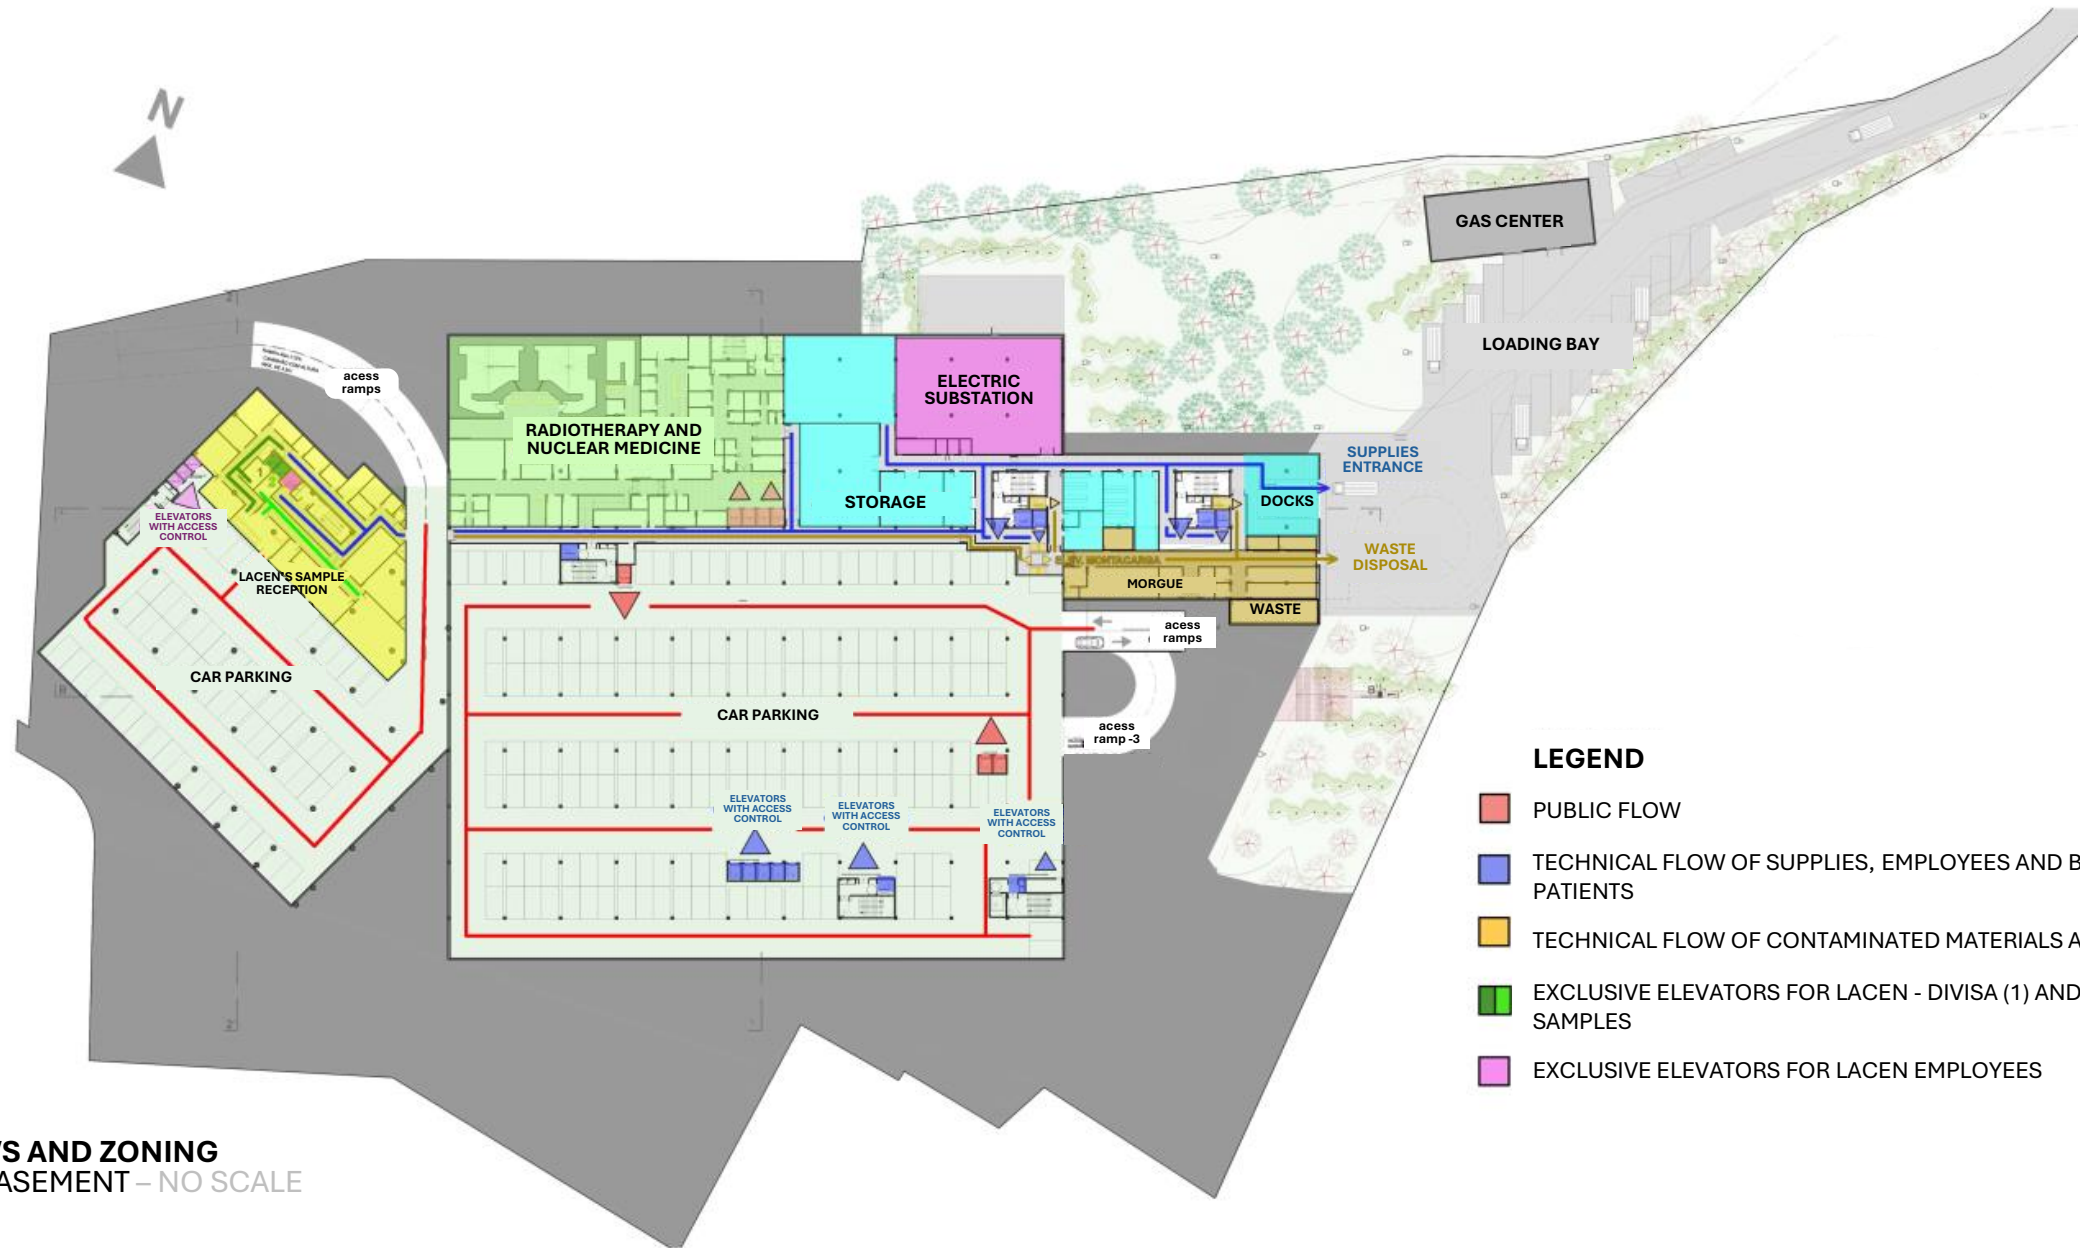 N
acess
ramps
GAS CENTER
LOADING BAY
ELECTRIC
SUBSTATION
RADIOTHERAPY AND
NUCLEAR MEDICINE
STORAGE
SUPPLIES
ENTRANCE
DOCKS
1
2
ELEVATORS
WITH ACCESS
CONTROL
WASTE
DISPOSAL
MONTACARGA
MORGUE
WASTE
LACEN'S SAMPLE
RECEPTION
acess
ramps
CAR PARKING
CAR PARKING
acess
ramp -3
ELEVATORS
WITH ACCESS
CONTROL
ELEVATORS
WITH ACCESS
CONTROL
ELEVATORS
WITH ACCESS
CONTROL
LEGEND
PUBLIC FLOW
TECHNICAL FLOW OF SUPPLIES, EMPLOYEES AND B
PATIENTS
TECHNICAL FLOW OF CONTAMINATED MATERIALS A
EXCLUSIVE ELEVATORS FOR LACEN - DIVISA (1) AND
SAMPLES
EXCLUSIVE ELEVATORS FOR LACEN EMPLOYEES
S AND ZONING
ASEMENT – NO SCALE